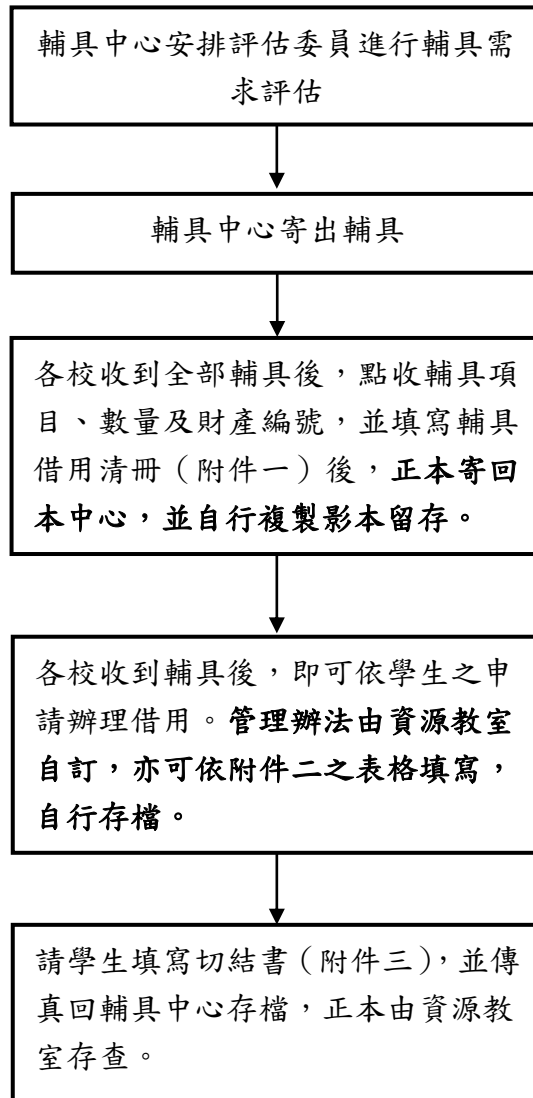 輔具中心安排評估委員進行輔具需
求評估
輔具中心寄出輔具
各校收到全部輔具後，點收輔具項
目、數量及財產編號，並填寫輔具
借用清冊（附件一）後，正本寄回
本中心，並自行複製影本留存。
各校收到輔具後，即可依學生之申
請辦理借用。管理辦法由資源教室
自訂，亦可依附件二之表格填寫，
自行存檔。
請學生填寫切結書（附件三），並傳
真回輔具中心存檔，正本由資源教
室存查。